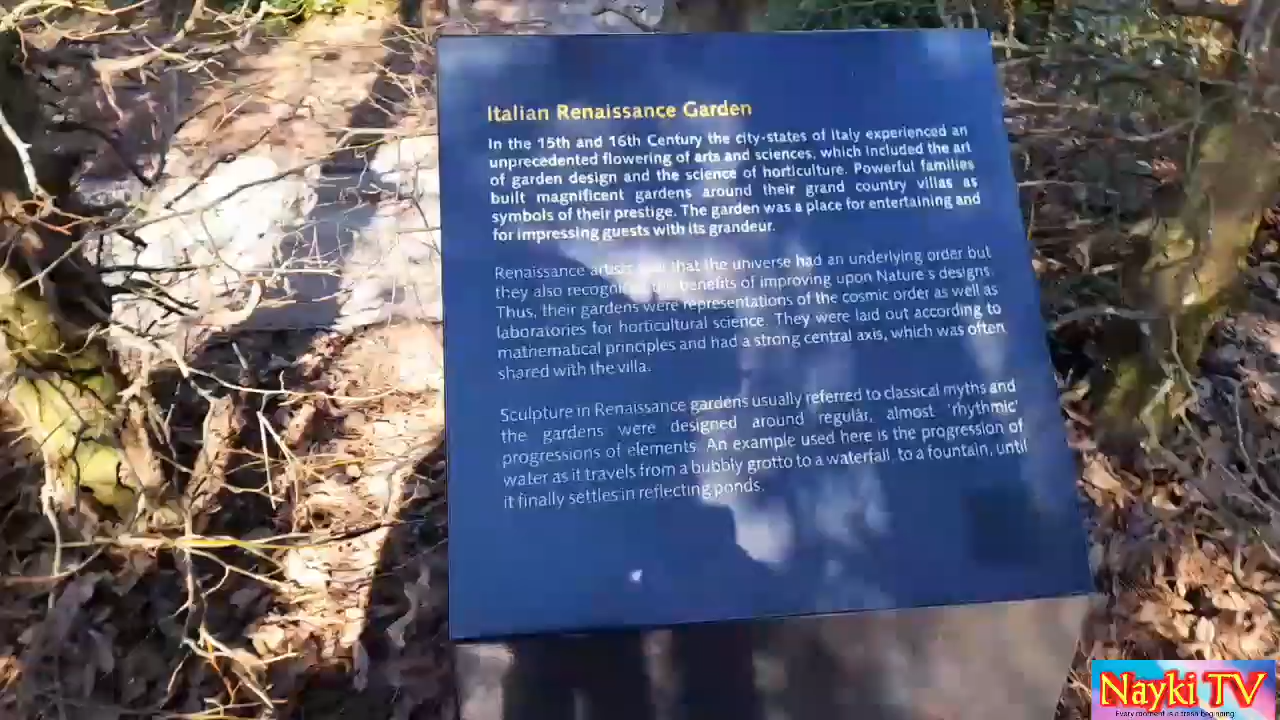 Italian Renaissance Garden
In the 15th and 16th Century the city-states of Italy experienced an
unprecedented flowering of arts and sciences, which included the art
of garden design and the science of horticulture. Powerful families
built magnificent gardens around their grand country villas as
symbols of their prestige. The garden was a place for entertaining and
for impressing guests with its grandeur.
Renaissance that the universe had an underlying order but
they also benefits of improving upon Nature's designs.
Thus, their gardens were representations of the cosmic order as well as
laboratories for horticultural science. They were laid out according to
mathematical principles and had a strong central axis, which was often
shared with the villa.
Sculpture in Renaissance gardens usually referred to classical myths and
the gardens were designed around regular, almost 'rhythmic'
progressions of elements. An example used here is the progression of
water as it travels from a bubbly grotto to a waterfall, to a fountain, until
it finally settles in reflecting ponds.
Nayki TV
Every moment is a fresh beginning.